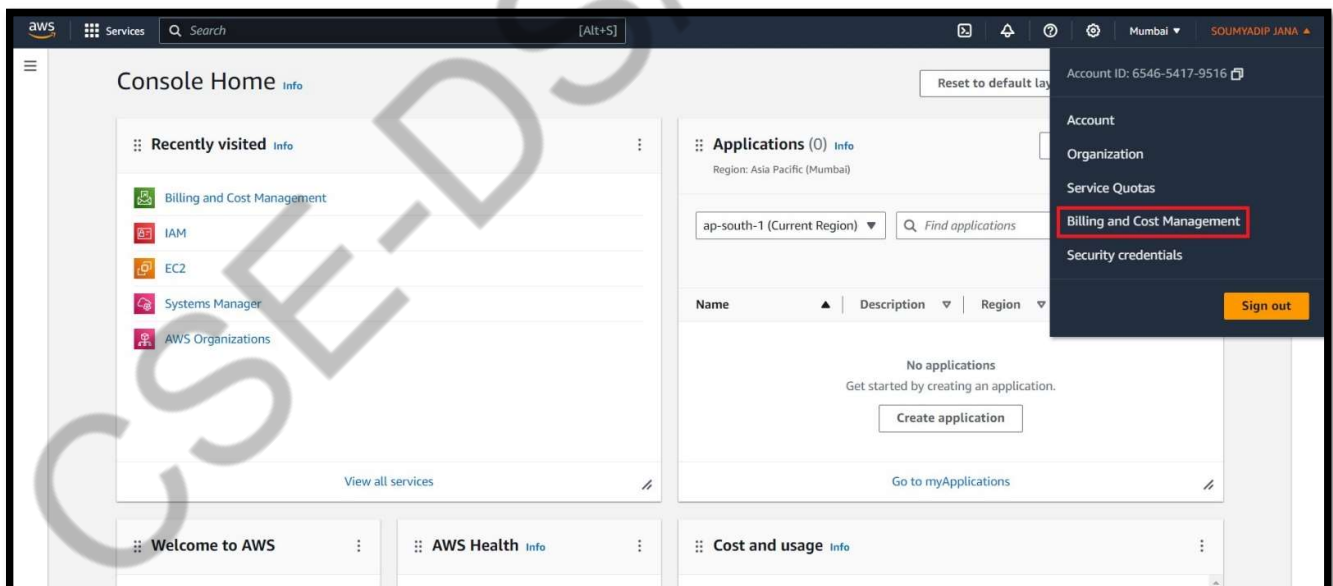 aws Services Search [Alt+S] Mumbai SOUMYADIP JANA
Console Home Info
Reset to default lay
Account ID: 6546-5417-9516
Account
Organization
Service Quotas
Billing and Cost Management
Security credentials
Sign out
Recently visited Info
Billing and Cost Management
IAM
EC2
Systems Manager
AWS Organizations
View all services
Applications (0) Info
Region: Asia Pacific (Mumbai)
ap-south-1 (Current Region) Find applications
Name Description Region
No applications
Get started by creating an application.
Create application
Go to myApplications
Welcome to AWS
AWS Health Info
Cost and usage Info
CSE-DS